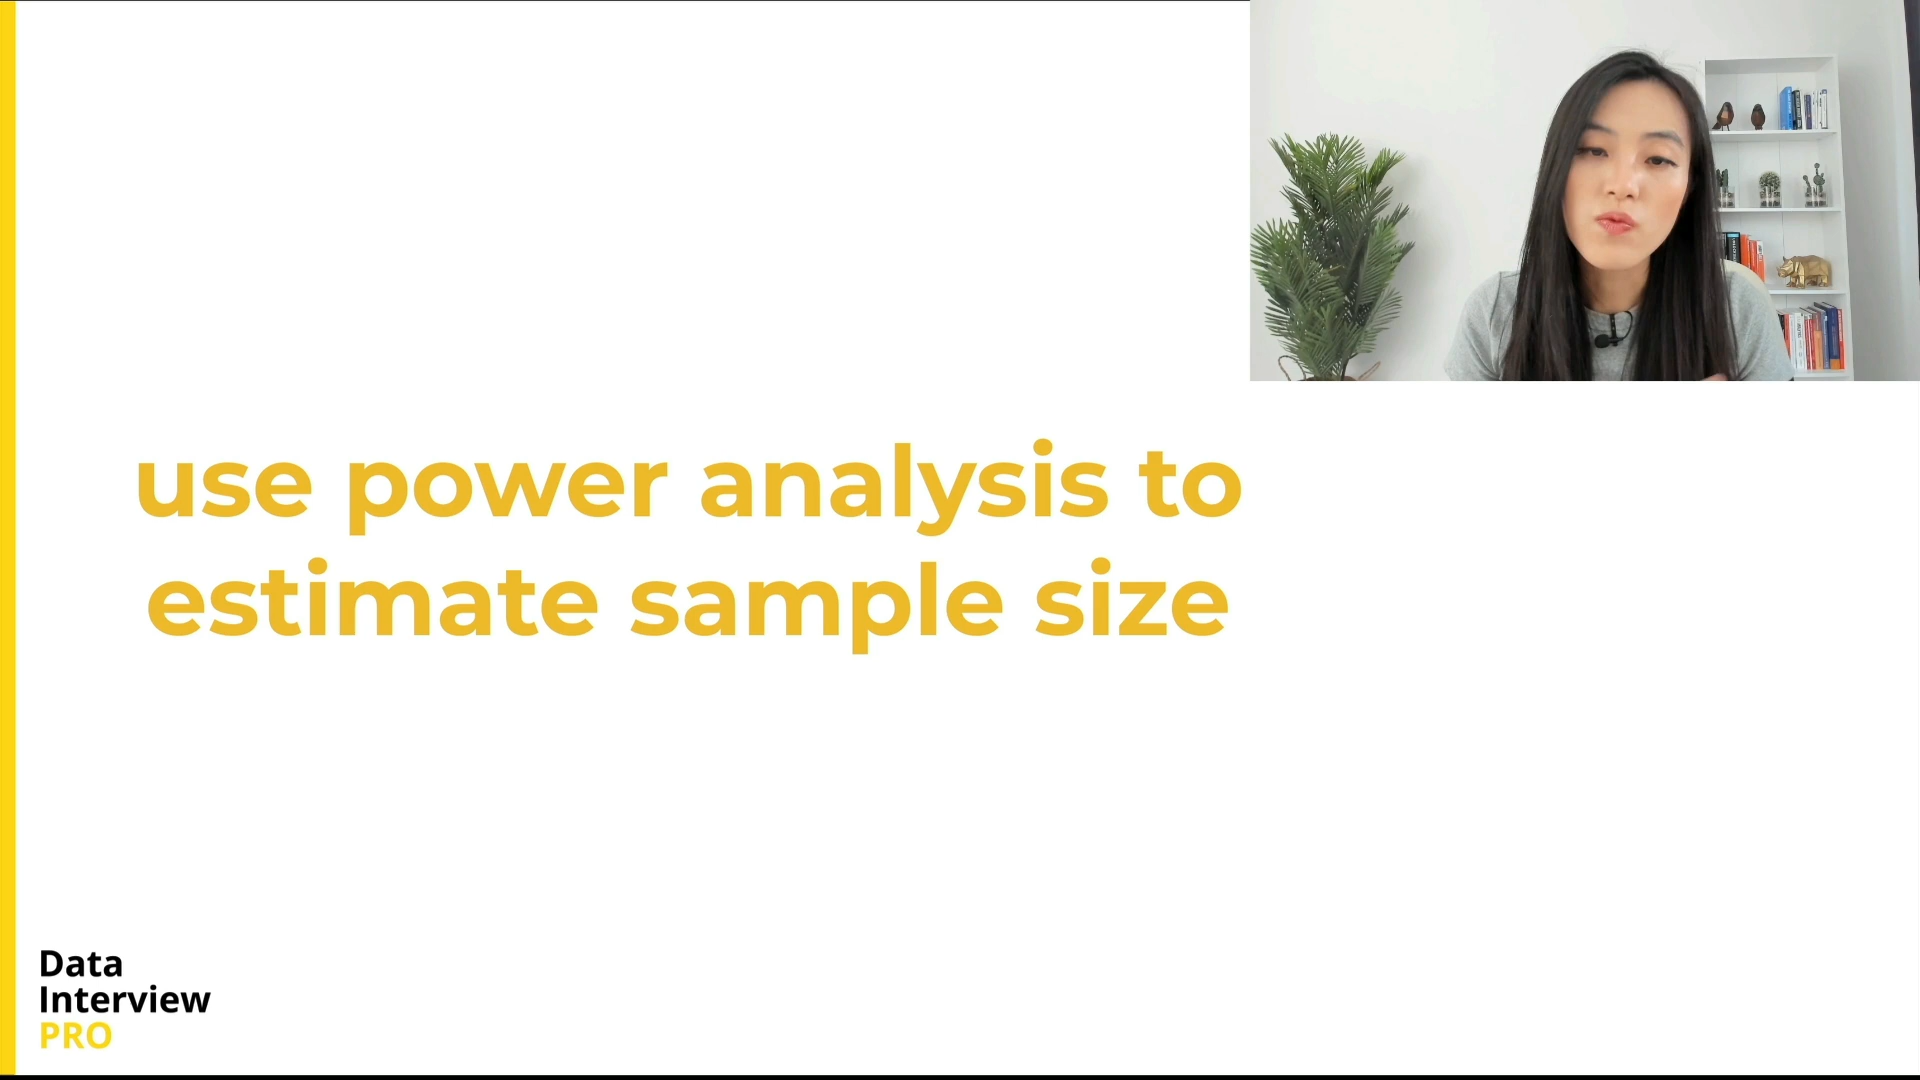 use power analysis to
estimate sample size
Data
Interview
PRO